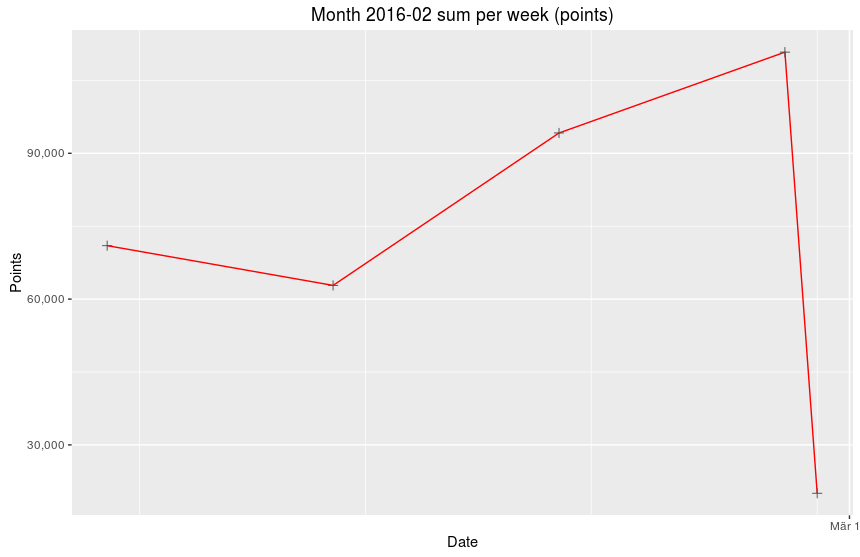 Month 2016-02 sum per week (points)
90,000
60,000
30,000
Points
Mär 1
Date